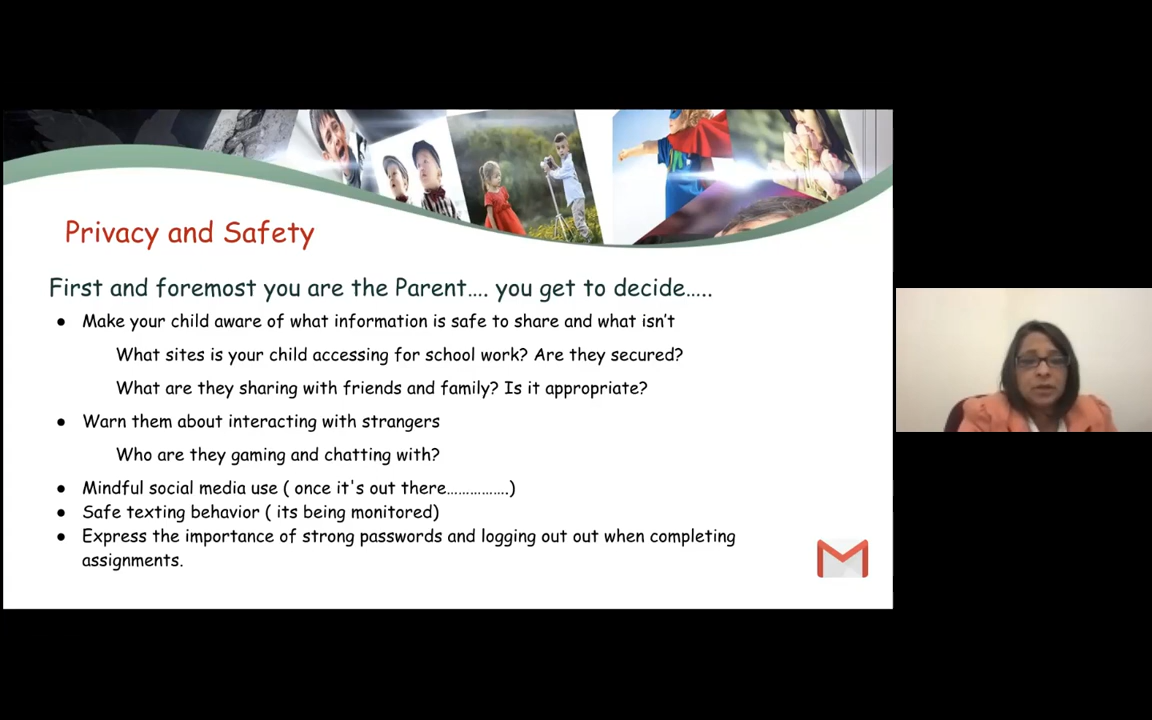 Privacy and Safety
First and foremost you are the Parent.... you get to decide.....
● Make your child aware of what information is safe to share and what isn't
What sites is your child accessing for school work? Are they secured?
What are they sharing with friends and family? Is it appropriate?
● Warn them about interacting with strangers
Who are they gaming and chatting with?
● Mindful social media use ( once it's out there...............)
● Safe texting behavior ( its being monitored)
● Express the importance of strong passwords and logging out out when completing
assignments.